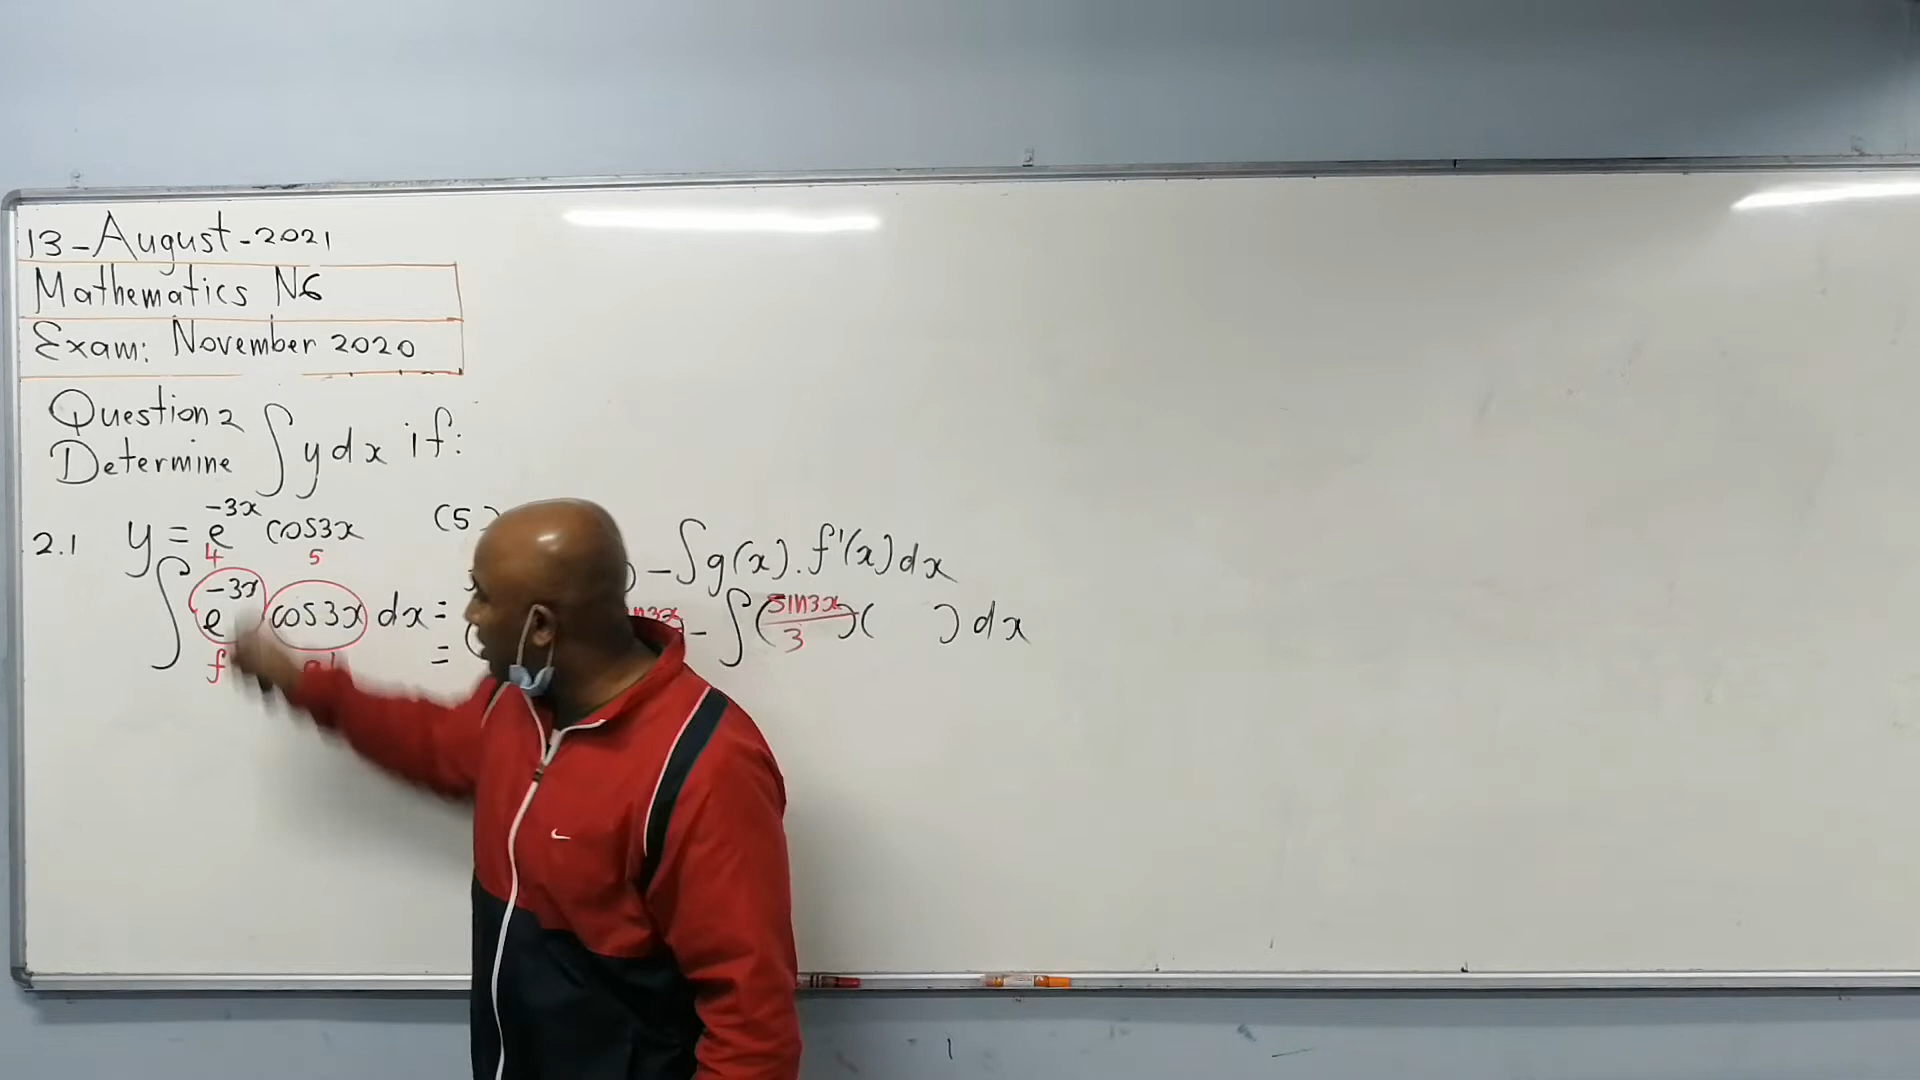 13-August-2021
Mathematics N6
Exam: November 2020
Question 2
Determine ∫ydx if:
2.1 y = e^-3x cos3x (5)
4 5
∫e^-3x cos3x dx = ) - ∫g(x).f'(x)dx
f = - ∫(sin3x/3)( )dx